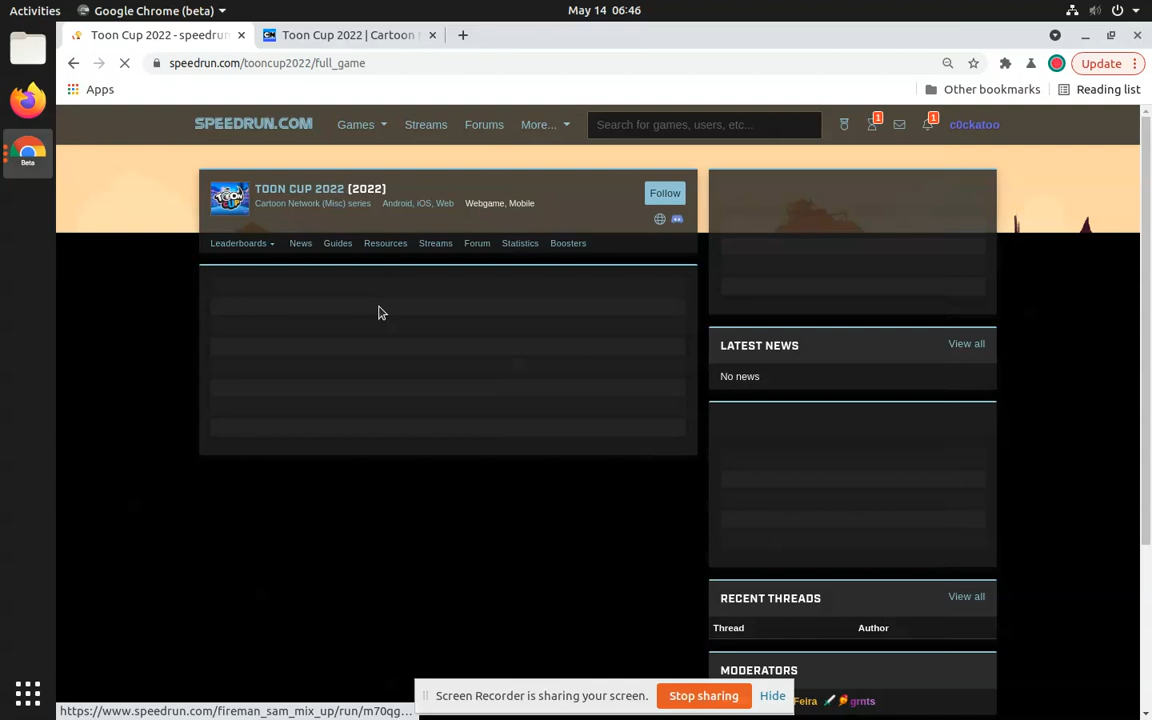 Activities Google Chrome (beta) May 14 06:46
Toon Cup 2022 - speedrun Toon Cup 2022 | Cartoon
speedrun.com/tooncup2022/full_game Update
Apps Other bookmarks Reading list
SPEEDRUN.COM Games Streams Forums More... Search for games, users, etc... 1 1 c0ckatoo
Beta
TOON CUP 2022 (2022) Follow
Cartoon Network (Misc) series Android, iOS, Web Webgame, Mobile
Leaderboards News Guides Resources Streams Forum Statistics Boosters
LATEST NEWS View all
No news
RECENT THREADS View all
Thread Author
MODERATORS
Feira grnts
Screen Recorder is sharing your screen. Stop sharing Hide
https://www.speedrun.com/fireman_sam_mix_up/run/m70qg...